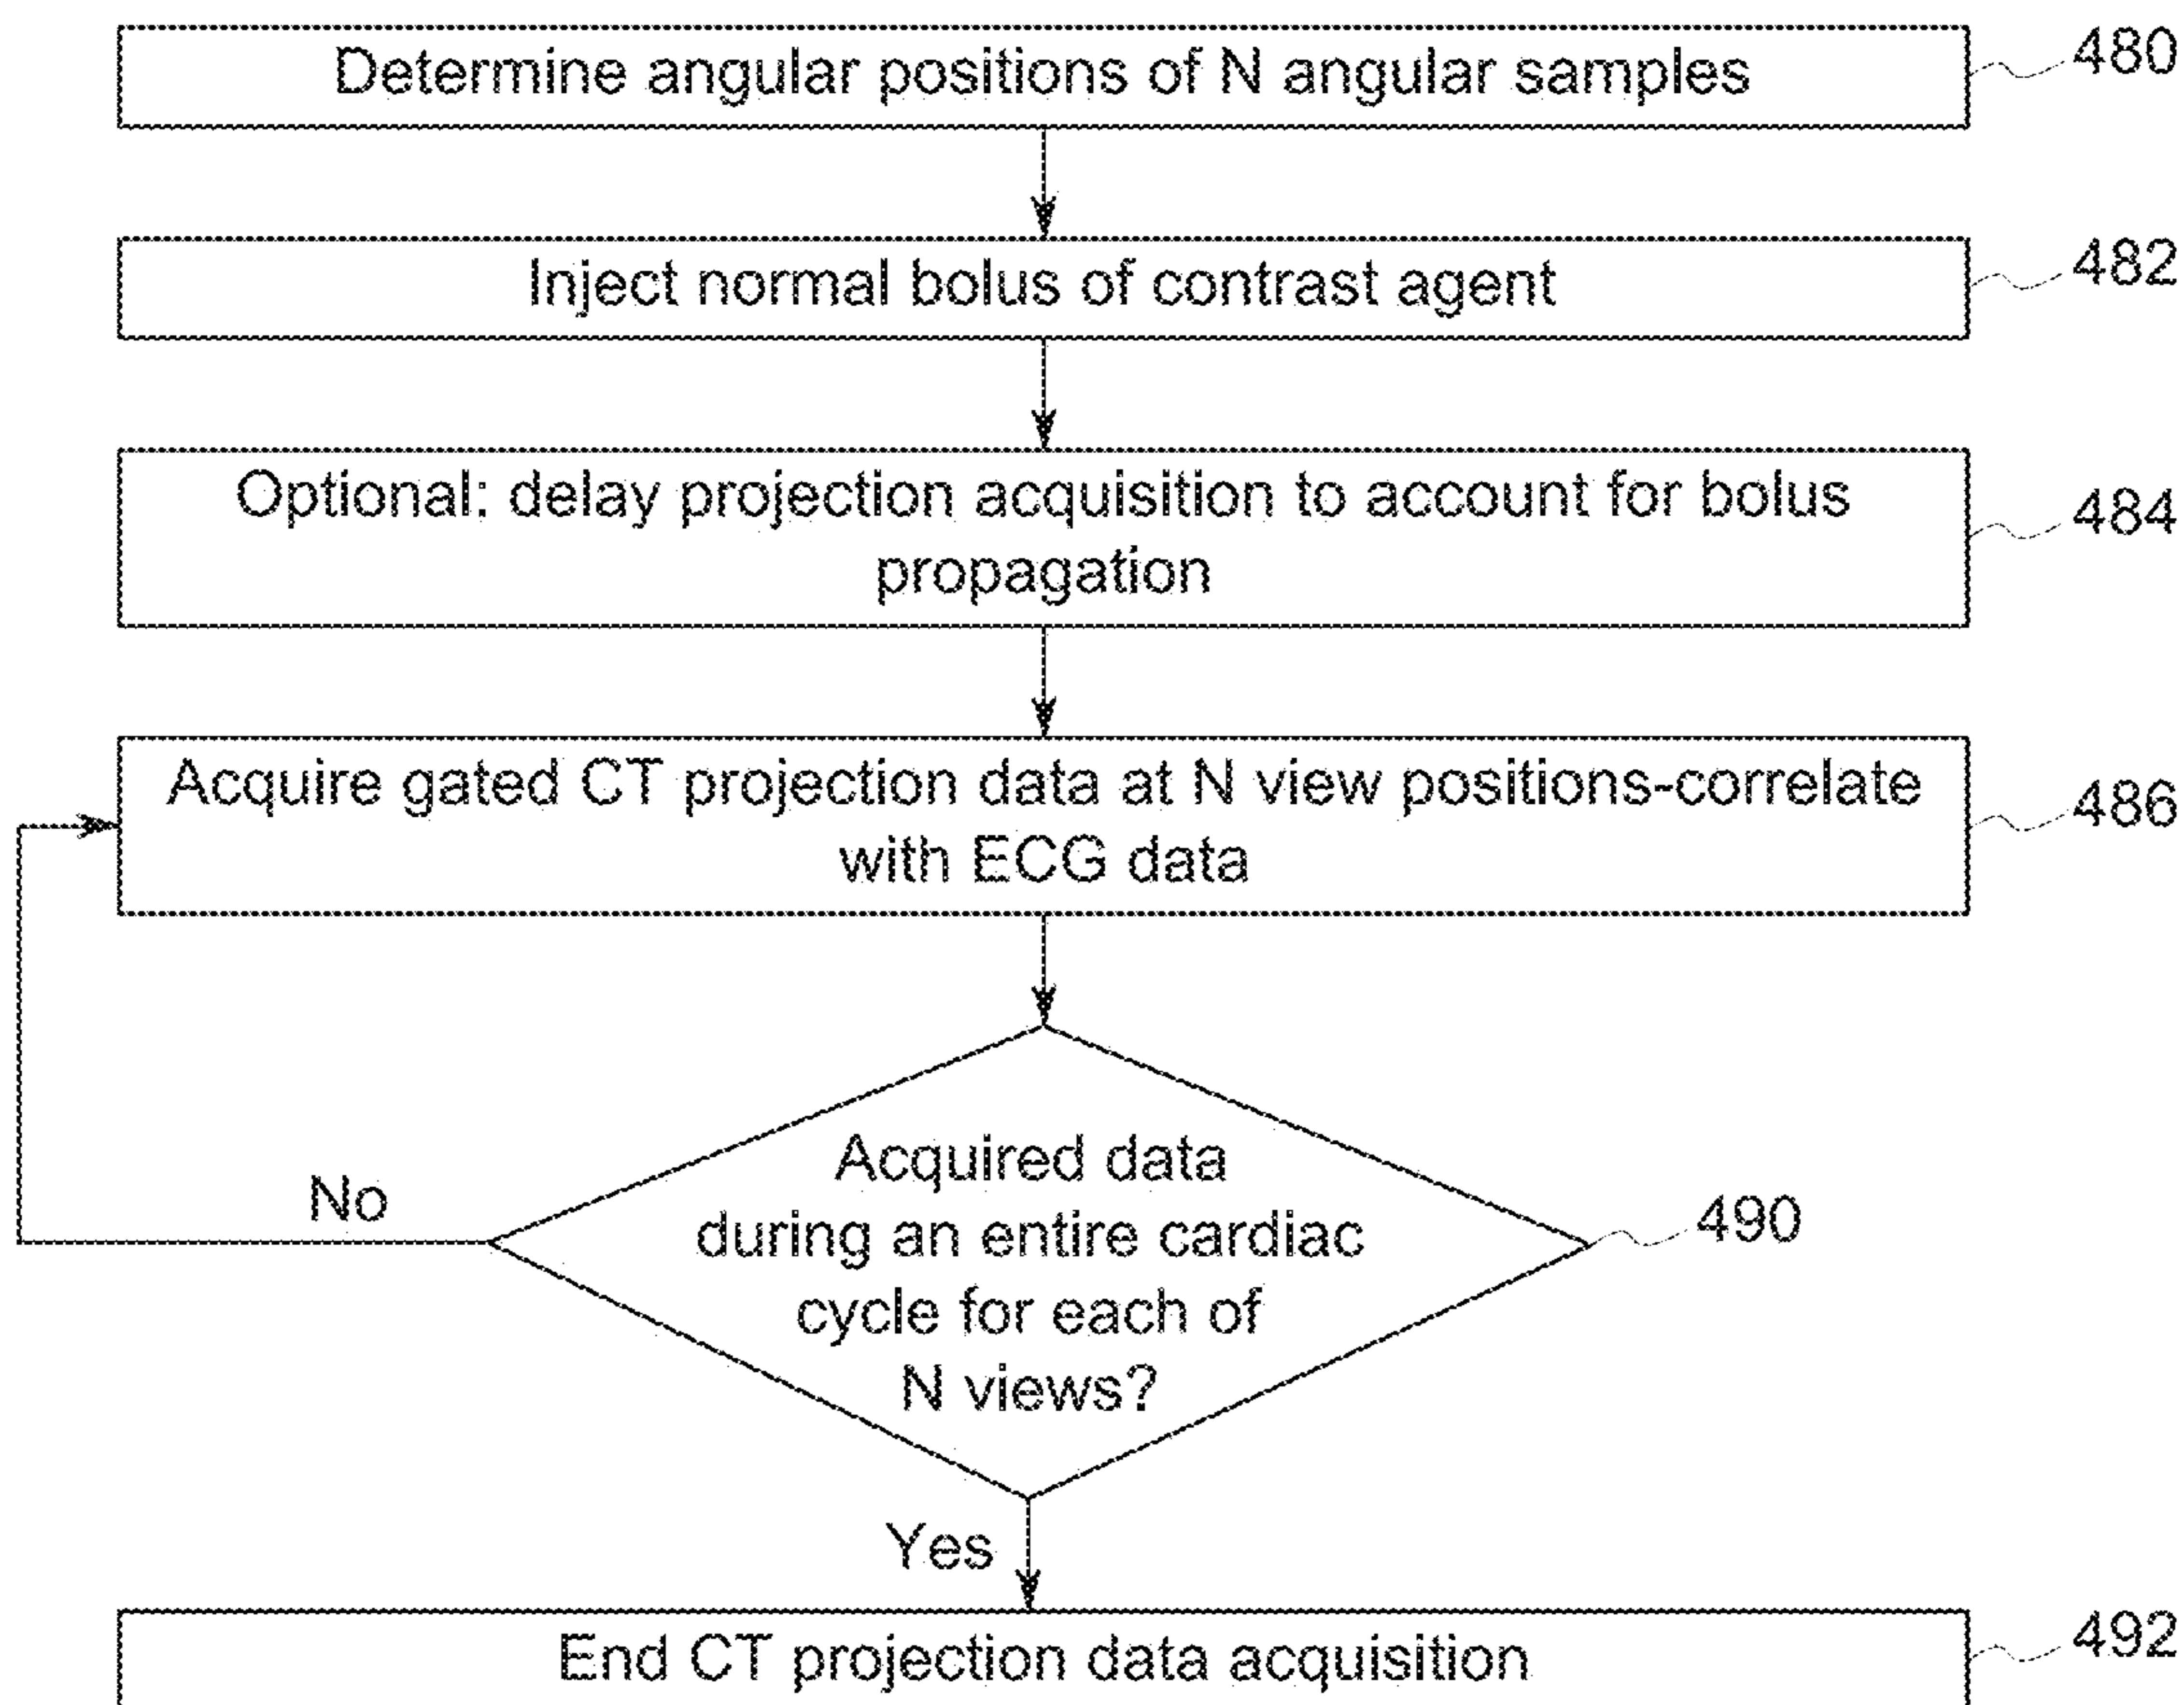 Determine angular positions of N angular samples
480
Inject normal bolus of contrast agent
482
Optional: delay projection acquisition to account for bolus
propagation
484
Acquire gated CT projection data at N view positions-correlate
with ECG data
486
Acquired data
during an entire cardiac
cycle for each of
N views?
490
No
Yes
End CT projection data acquisition
492